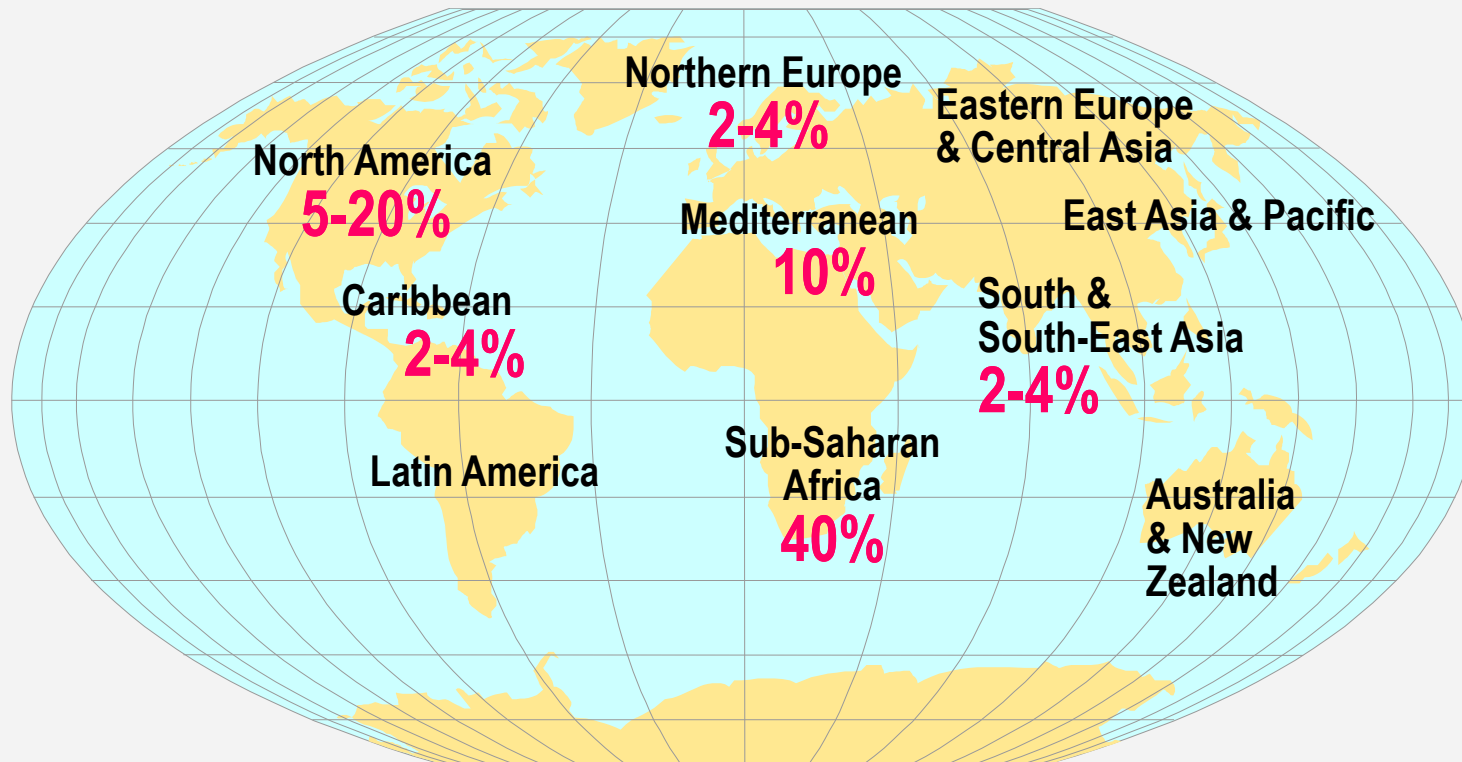 Northern Europe
2-4%
Eastern Europe
& Central Asia
North America
5-20%
Mediterranean
10%
East Asia & Pacific
Caribbean
2-4%
South &
South-East Asia
2-4%
Sub-Saharan
Africa
40%
Latin America
Australia
& New
Zealand